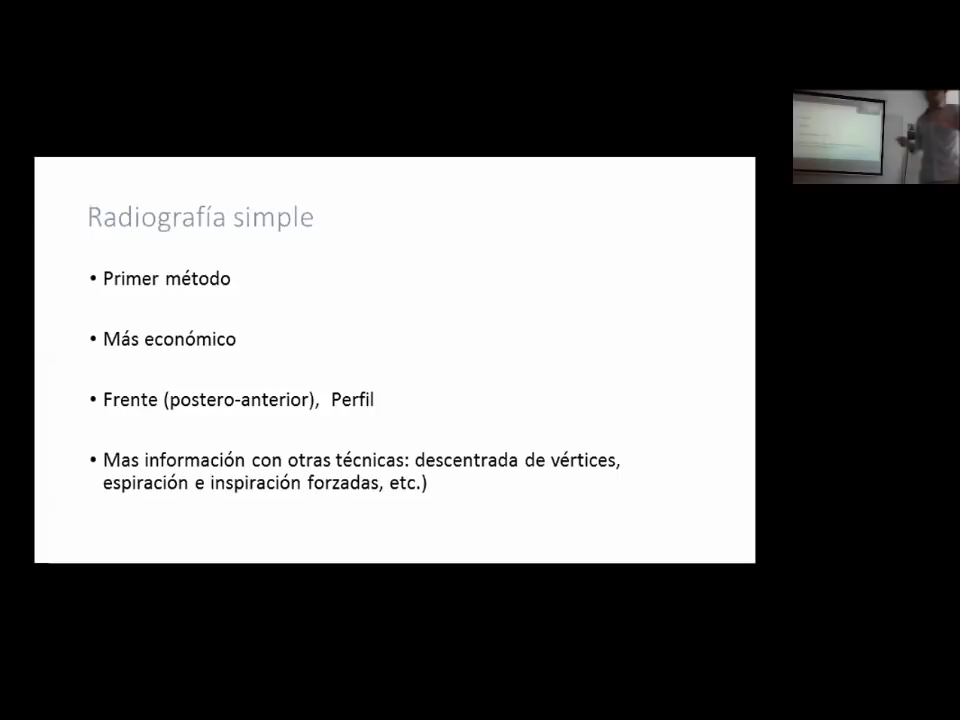 Radiografía simple
• Primer método
• Más económico
• Frente (postero-anterior), Perfil
• Mas información con otras técnicas: descentrada de vértices,
espiración e inspiración forzadas, etc.)